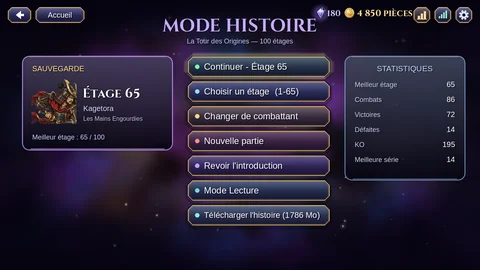 Accueil
MODE HISTOIRE
180
4 850 PIÈCES
La Tour des Origines — 100 étages
SAUVEGARDE
ÉTAGE 65
Kagetora
Les Mains Engourdies
Meilleur étage : 65 / 100
Continuer - Étage 65
Choisir un étage (1-65)
Changer de combattant
Nouvelle partie
Revoir l'introduction
Mode Lecture
Télécharger l'histoire (1786 Mo)
STATISTIQUES
Meilleur étage 65
Combats 86
Victoires 72
Défaites 14
KO 195
Meilleure série 14